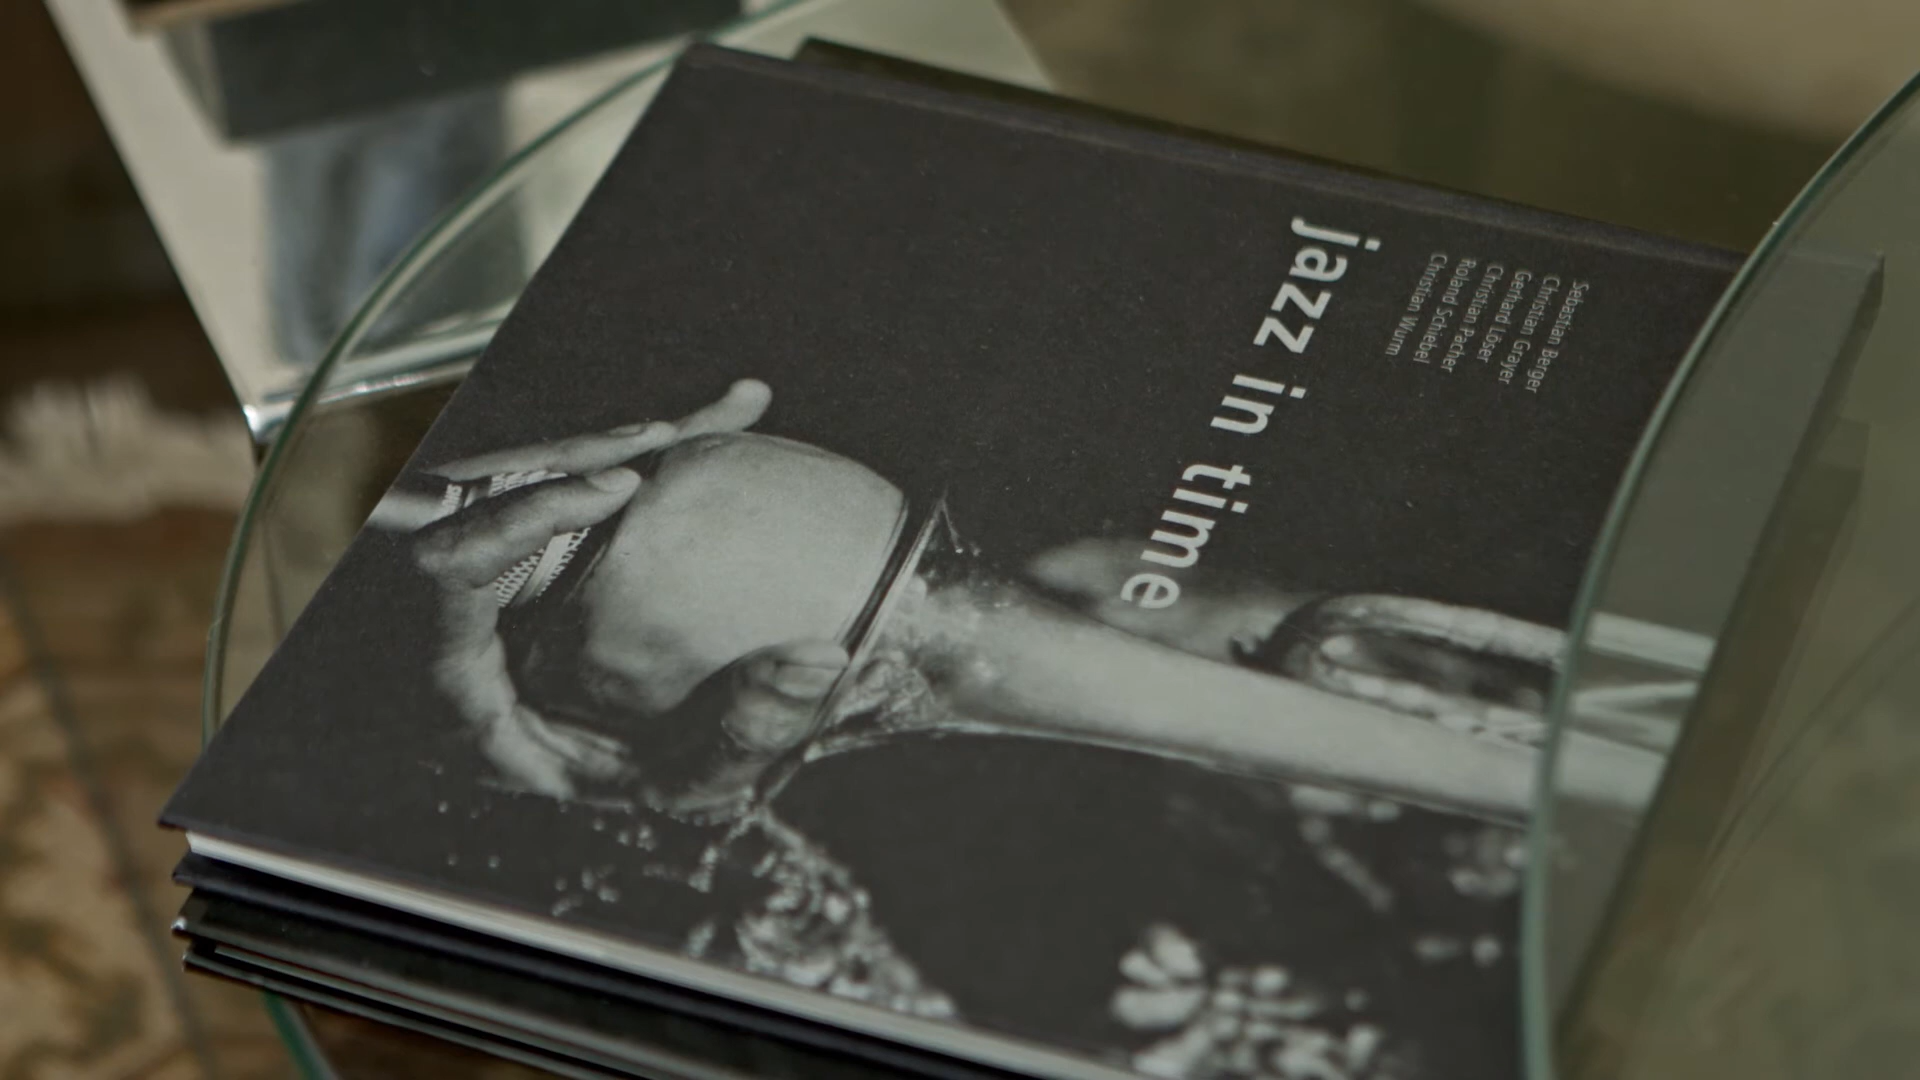 Sebastian Berger
Christian Grayer
Gerhard Löser
Christian Pacher
Roland Schiebel
Christian Wurm
jazz in time